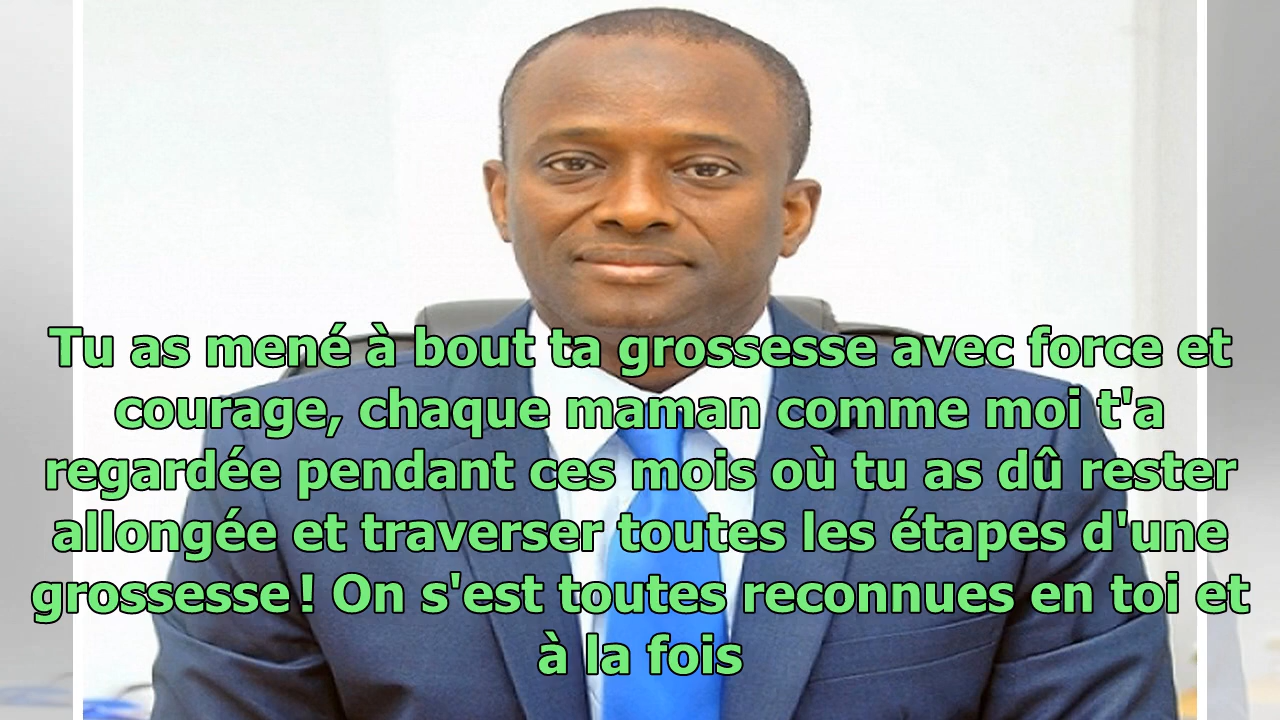 Tu as mené à bout ta grossesse avec force et
courage, chaque maman comme moi t'a
regardée pendant ces mois où tu as dû rester
allongée et traverser toutes les étapes d'une
grossesse ! On s'est toutes reconnues en toi et
à la fois